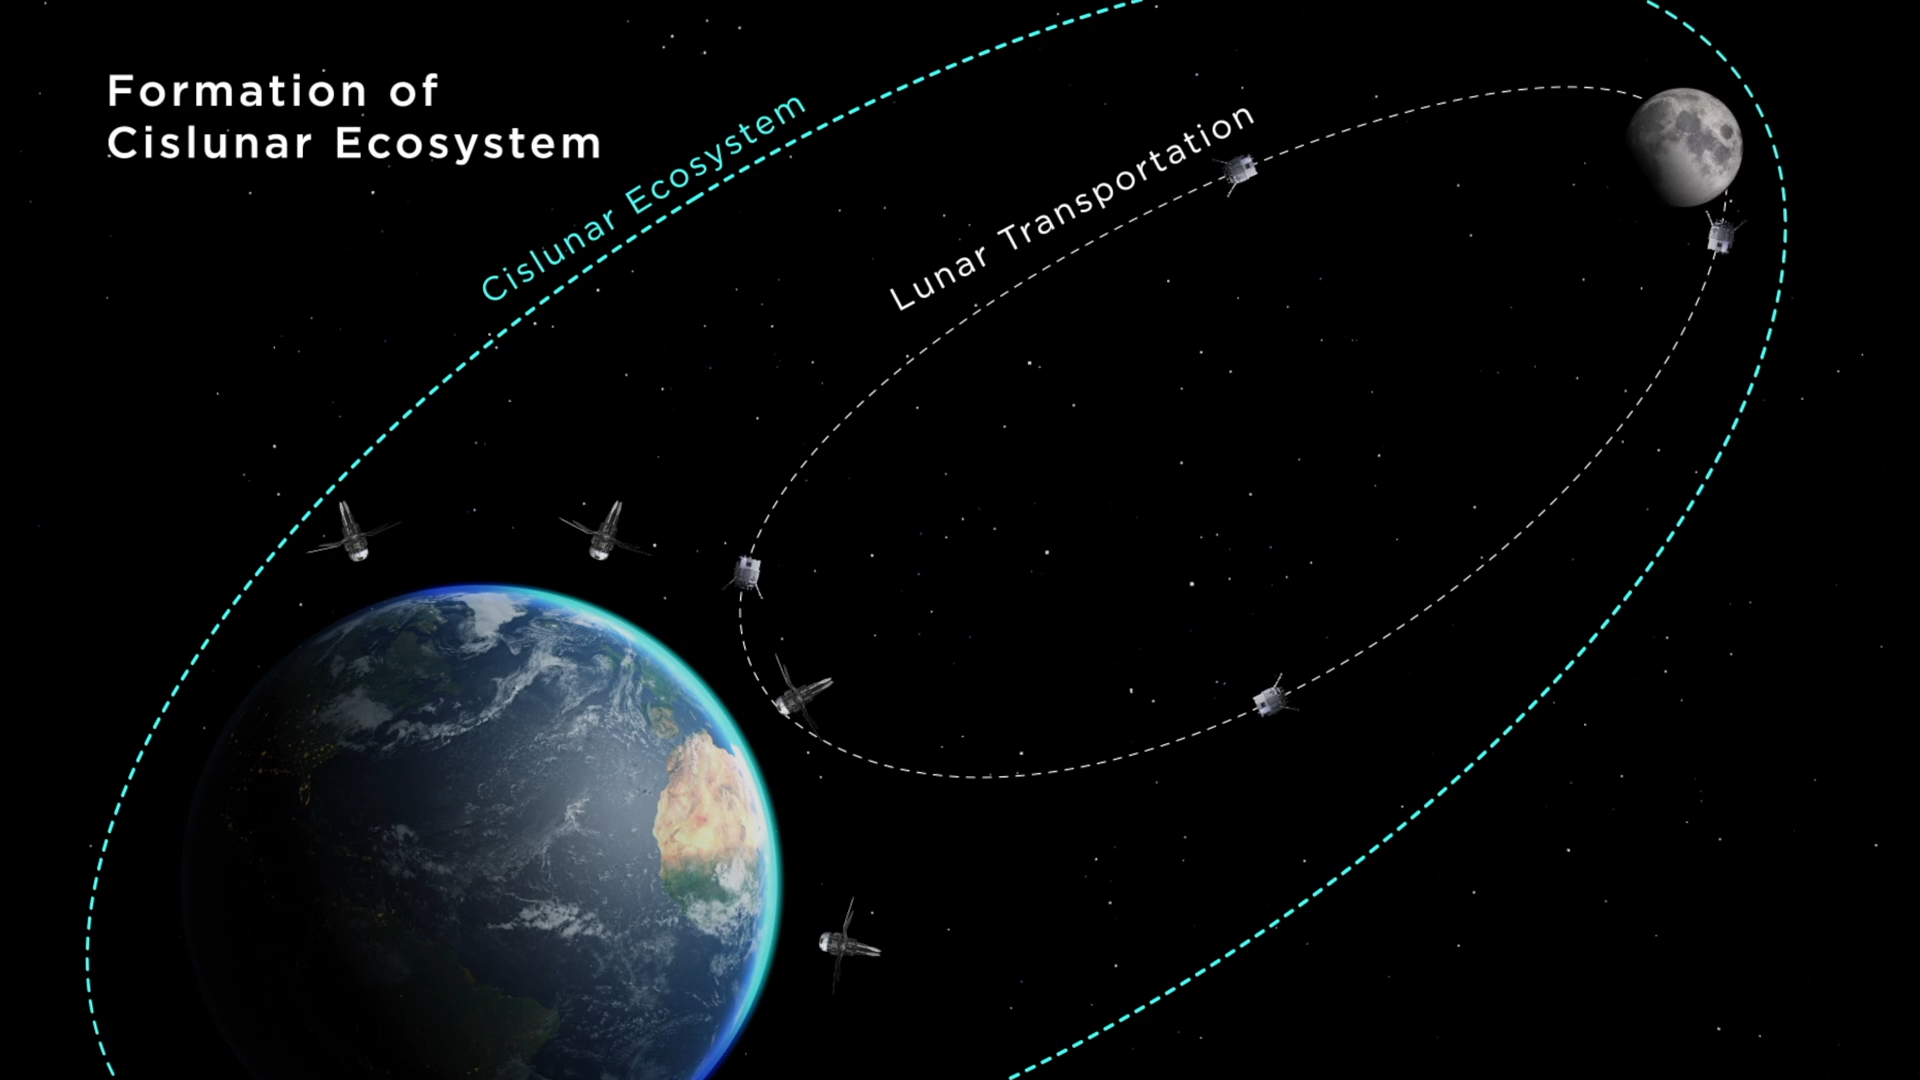 Formation of
Cislunar Ecosystem
Cislunar Ecosystem
Lunar Transportation